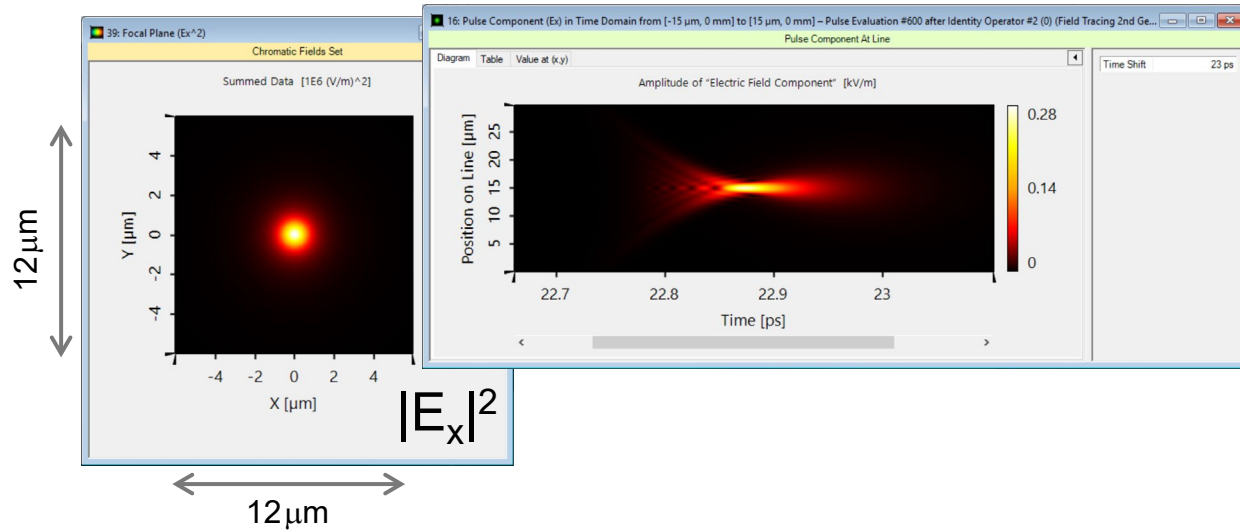 39: Focal Plane (Ex^2)
Chromatic Fields Set
Summed Data [1E6 (V/m)^2]
Y [µm]
4
2
0
-2
-4
-4 -2 0 2 4
X [µm]
|Ex|2
12µm
12µm
16: Pulse Component (Ex) in Time Domain from [-15 µm, 0 mm] to [15 µm, 0 mm] – Pulse Evaluation #600 after Identity Operator #2 (0) (Field Tracing 2nd Ge...
Pulse Component At Line
Diagram Table Value at (x,y)
Time Shift 23 ps
Amplitude of "Electric Field Component" [kV/m]
Position on Line [µm]
25
20
15
10
5
0.28
0.14
0
22.7 22.8 22.9 23
Time [ps]